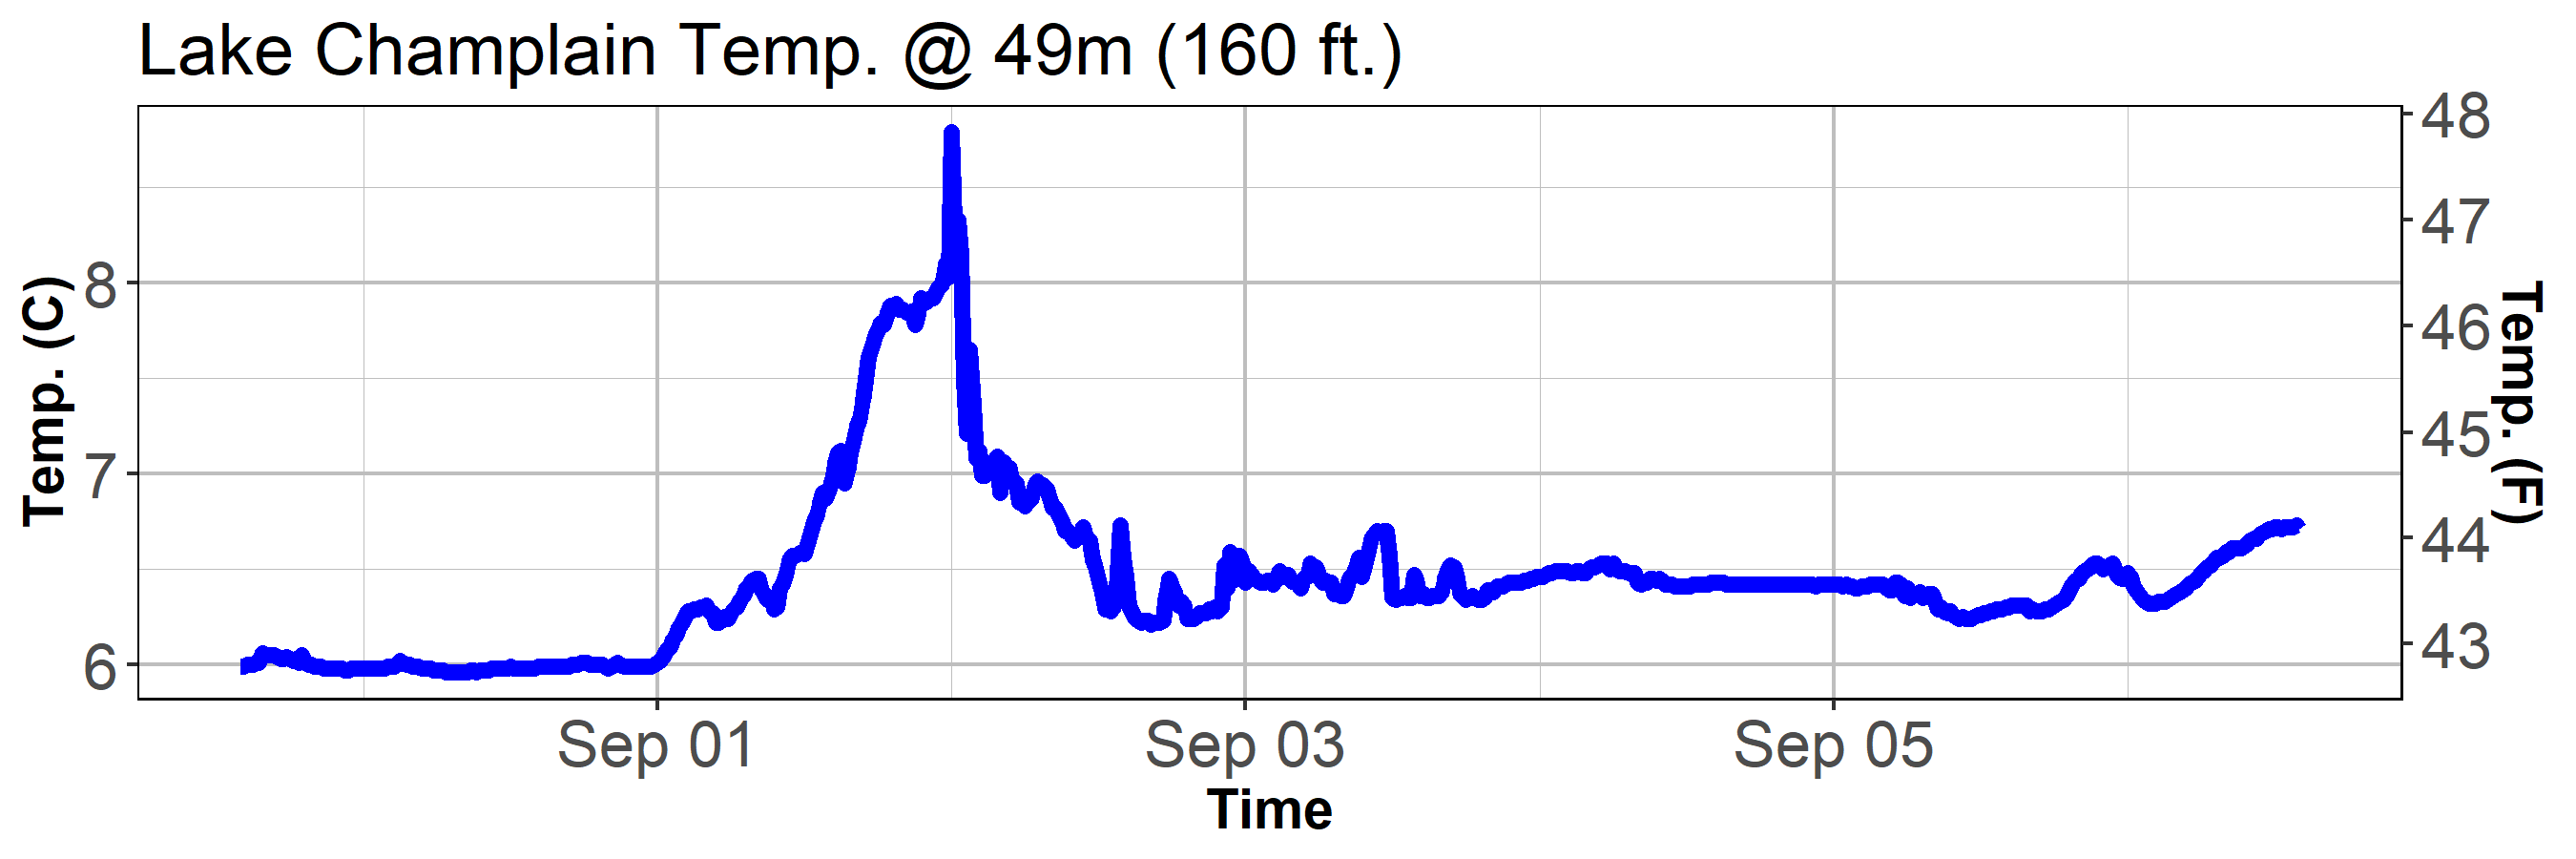 Lake Champlain Temp. @ 49m (160 ft.)
Temp. (C)
8
7
6
48
47
46
45
44
43
Temp. (F)
Sep 01 Sep 03 Sep 05
Time